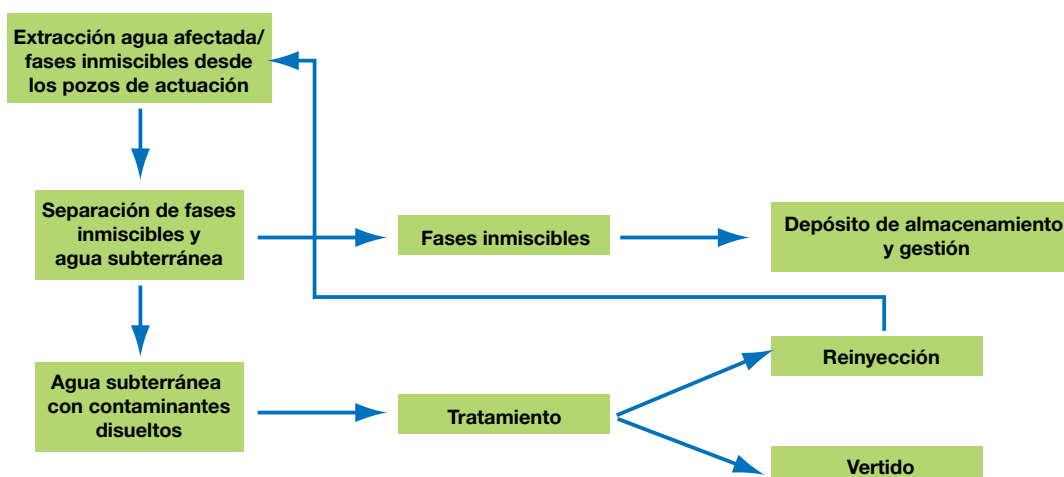 Extracción agua afectada/
fases inmiscibles desde
los pozos de actuación
Separación de fases
inmiscibles y
agua subterránea
Fases inmiscibles
Depósito de almacenamiento
y gestión
Agua subterránea
con contaminantes
disueltos
Tratamiento
Reinyección
Vertido